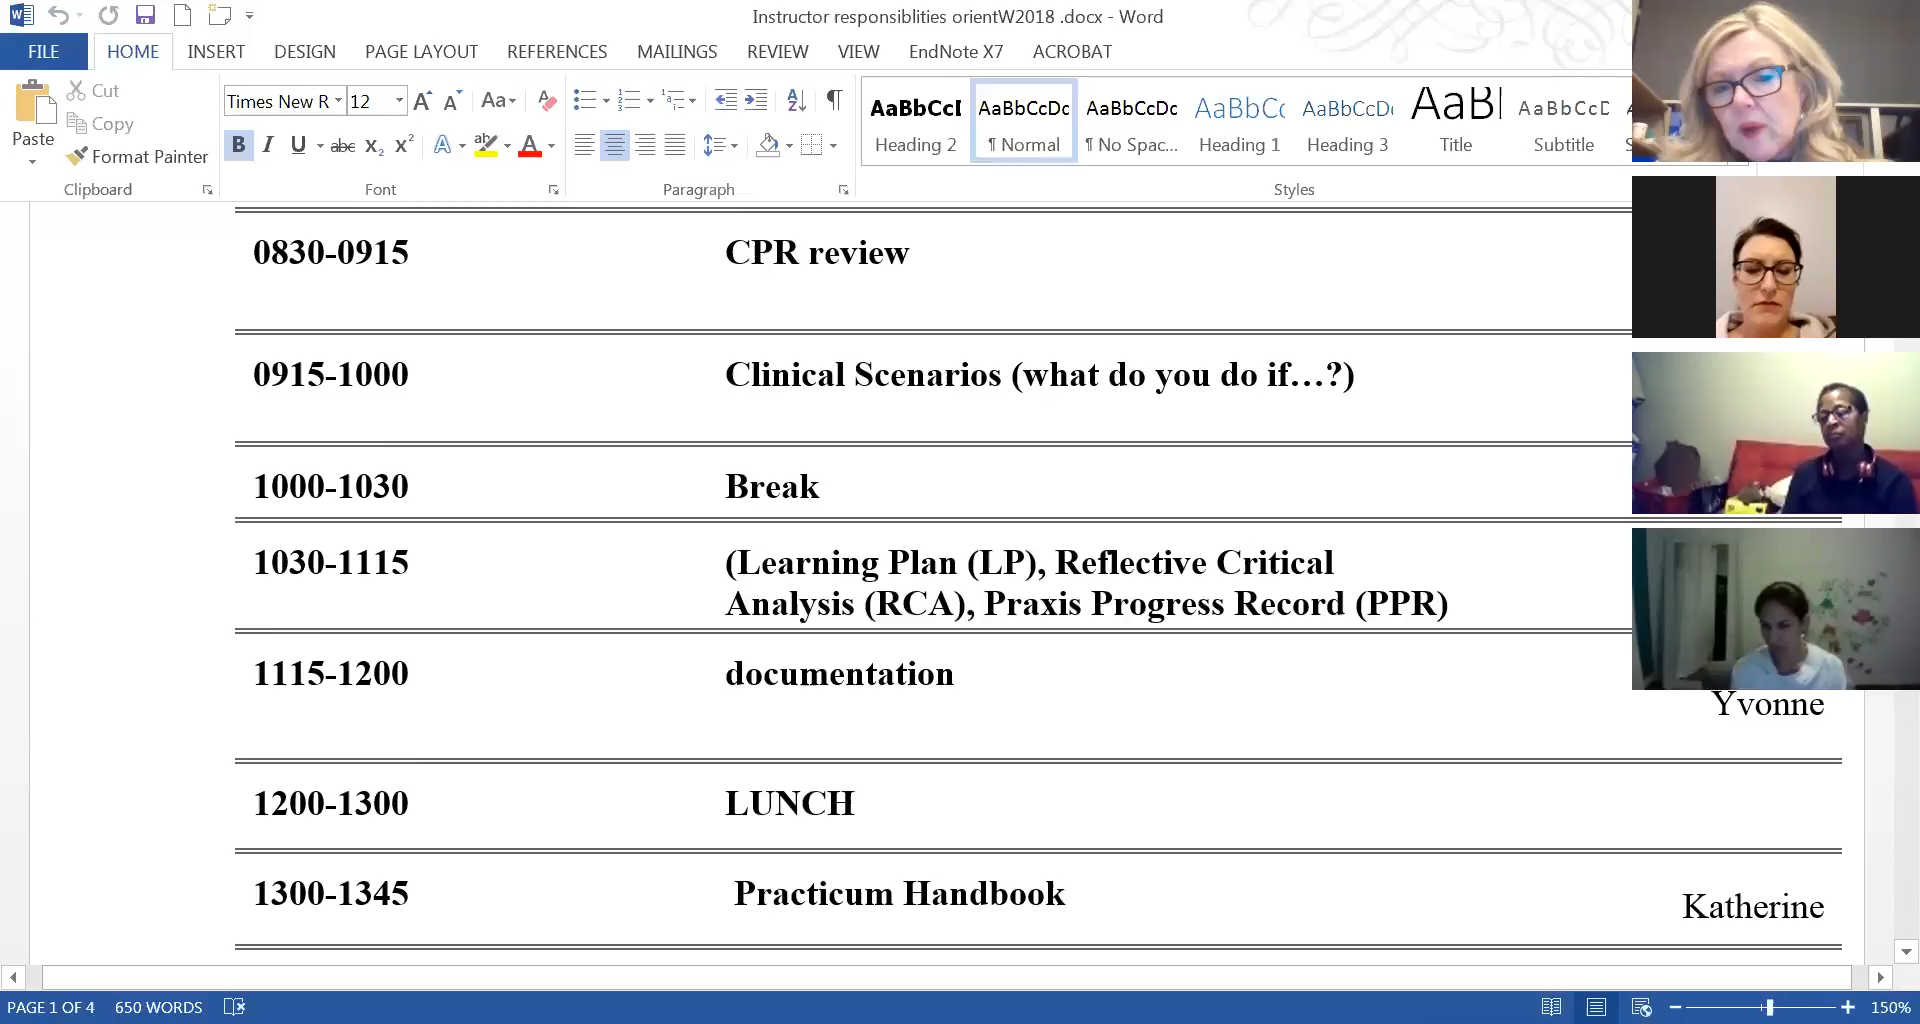 Instructor responsiblities orientW2018 .docx - Word
FILE HOME INSERT DESIGN PAGE LAYOUT REFERENCES MAILINGS REVIEW VIEW EndNote X7 ACROBAT
Paste
Cut
Copy
Format Painter
Clipboard
Times New R 12
Font
Paragraph
AaBbCcI AaBbCcDc AaBbCcDc AaBbCc AaBbCcD AaB AaBbCcD
Heading 2 ¶ Normal ¶ No Spac... Heading 1 Heading 3 Title Subtitle
Styles
0830-0915 CPR review
0915-1000 Clinical Scenarios (what do you do if…?)
1000-1030 Break
1030-1115 (Learning Plan (LP), Reflective Critical
Analysis (RCA), Praxis Progress Record (PPR)
1115-1200 documentation
Yvonne
1200-1300 LUNCH
1300-1345 Practicum Handbook
Katherine
PAGE 1 OF 4 650 WORDS 150%